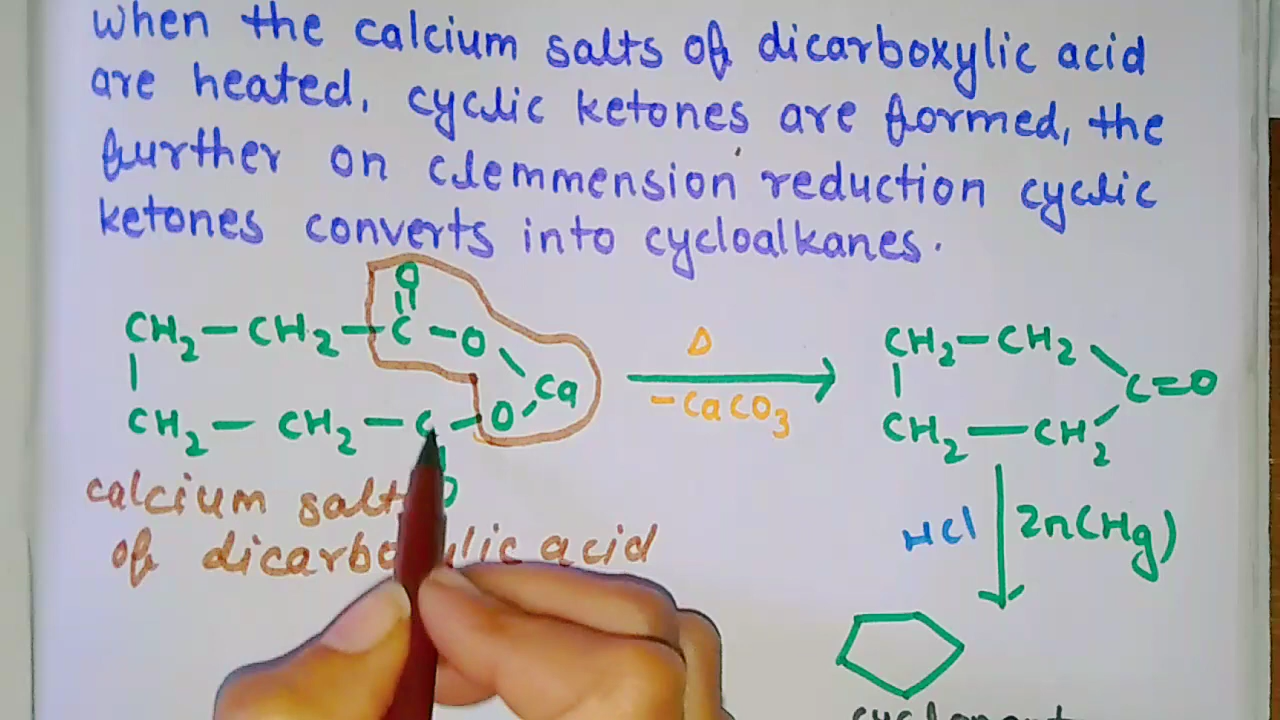 When the calcium salts of dicarboxylic acid
are heated, cyclic ketones are formed, the
further on clemmension reduction cyclic
ketones converts into cycloalkanes.
O
CH2-CH2-C-O
Ca
CH2-CH2-C-O
O
Δ
-CaCO3
CH2-CH2
C=O
CH2-CH2
calcium salts
of dicarboxylic acid
HCl Zn(Hg)